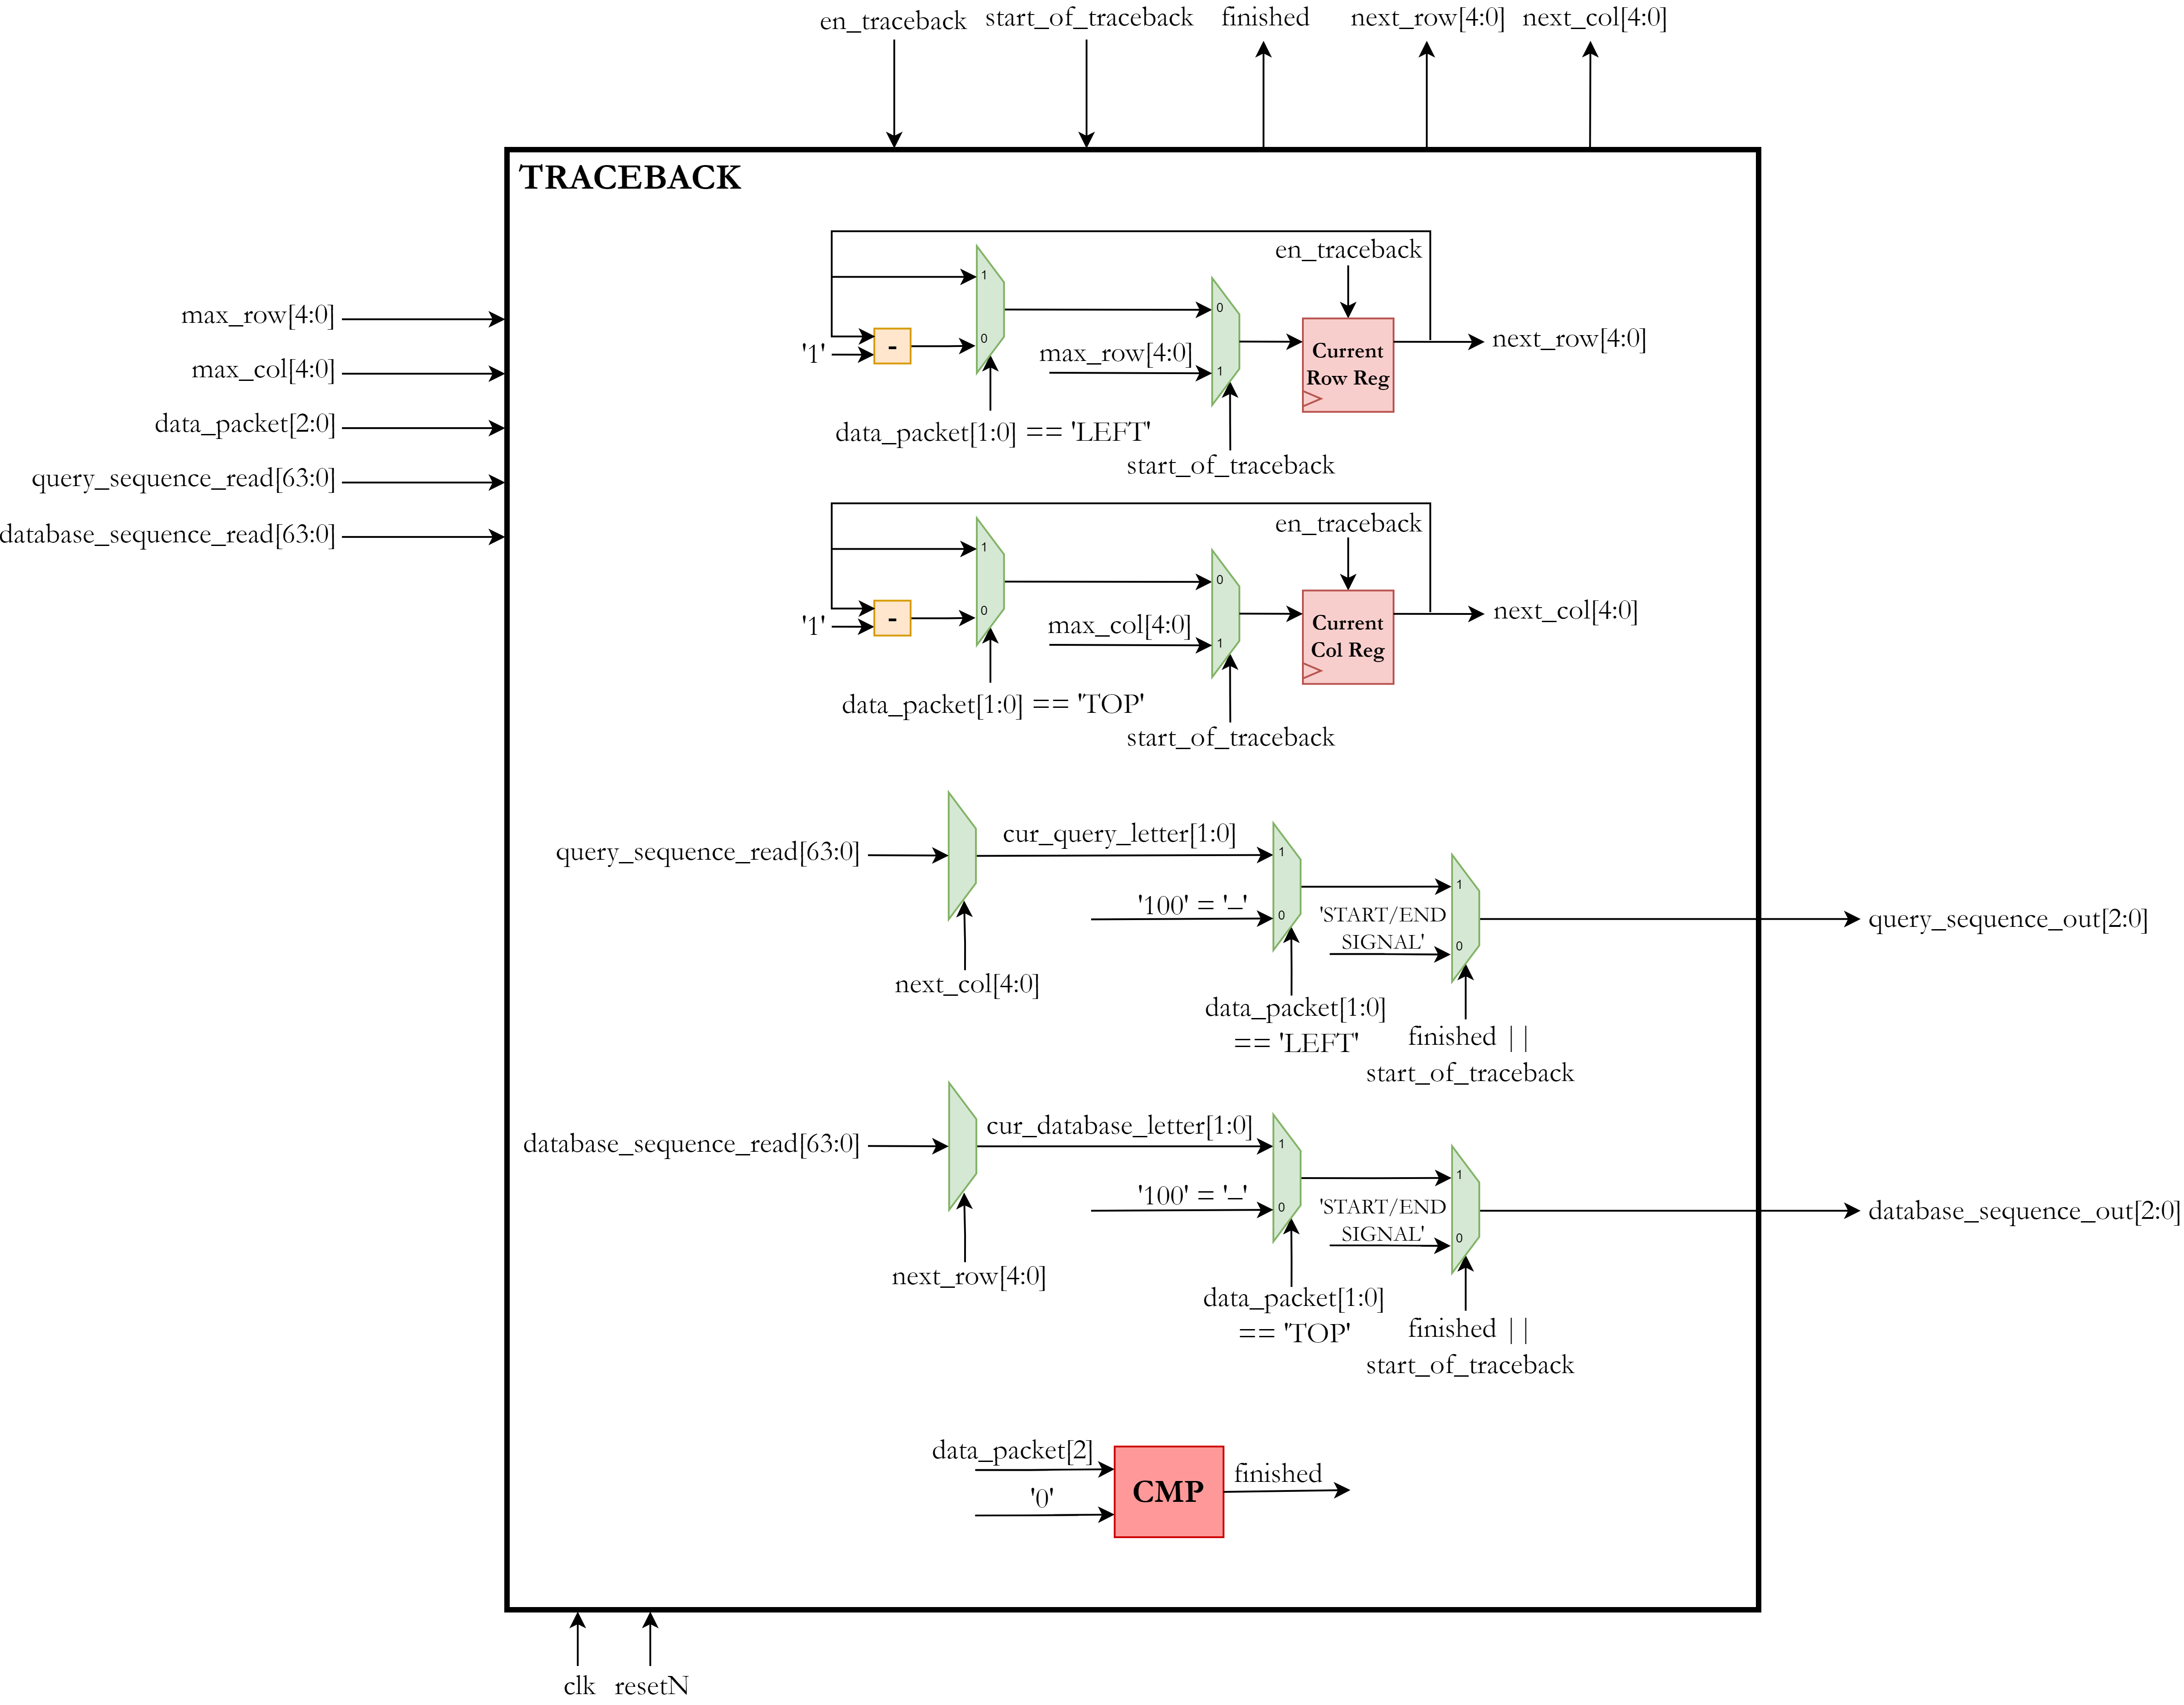 en_traceback
start_of_traceback
finished
next_row[4:0]
next_col[4:0]
TRACEBACK
max_row[4:0]
max_col[4:0]
data_packet[2:0]
query_sequence_read[63:0]
database_sequence_read[63:0]
en_traceback
1
0
'1'
-
0
max_row[4:0]
1
Current
Row Reg
next_row[4:0]
data_packet[1:0] == 'LEFT'
start_of_traceback
en_traceback
1
0
'1'
-
0
max_col[4:0]
1
Current
Col Reg
next_col[4:0]
data_packet[1:0] == 'TOP'
start_of_traceback
query_sequence_read[63:0]
cur_query_letter[1:0]
1
'100' = '_'
0
1
'START/END
SIGNAL'
0
query_sequence_out[2:0]
next_col[4:0]
data_packet[1:0]
== 'LEFT'
finished ||
start_of_traceback
database_sequence_read[63:0]
cur_database_letter[1:0]
1
'100' = '_'
0
1
'START/END
SIGNAL'
0
database_sequence_out[2:0]
next_row[4:0]
data_packet[1:0]
== 'TOP'
finished ||
start_of_traceback
data_packet[2]
'0'
CMP
finished
clk
resetN